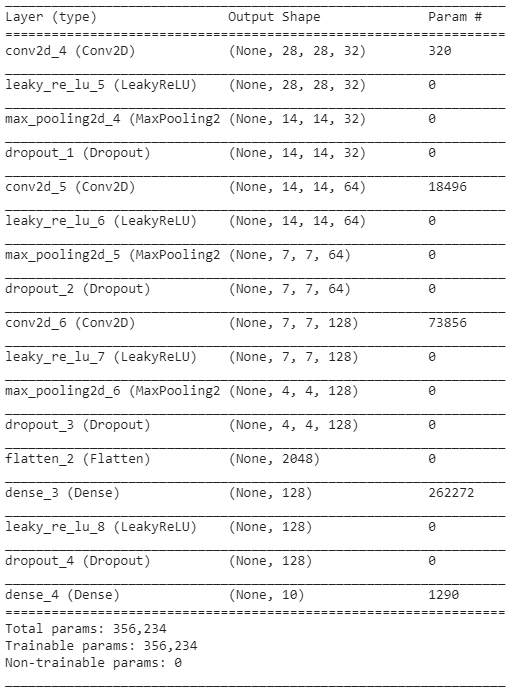 Layer (type) Output Shape Param #
conv2d_4 (Conv2D) (None, 28, 28, 32) 320
leaky_re_lu_5 (LeakyReLU) (None, 28, 28, 32) 0
max_pooling2d_4 (MaxPooling2 (None, 14, 14, 32) 0
dropout_1 (Dropout) (None, 14, 14, 32) 0
conv2d_5 (Conv2D) (None, 14, 14, 64) 18496
leaky_re_lu_6 (LeakyReLU) (None, 14, 14, 64) 0
max_pooling2d_5 (MaxPooling2 (None, 7, 7, 64) 0
dropout_2 (Dropout) (None, 7, 7, 64) 0
conv2d_6 (Conv2D) (None, 7, 7, 128) 73856
leaky_re_lu_7 (LeakyReLU) (None, 7, 7, 128) 0
max_pooling2d_6 (MaxPooling2 (None, 4, 4, 128) 0
dropout_3 (Dropout) (None, 4, 4, 128) 0
flatten_2 (Flatten) (None, 2048) 0
dense_3 (Dense) (None, 128) 262272
leaky_re_lu_8 (LeakyReLU) (None, 128) 0
dropout_4 (Dropout) (None, 128) 0
dense_4 (Dense) (None, 10) 1290
Total params: 356,234
Trainable params: 356,234
Non-trainable params: 0